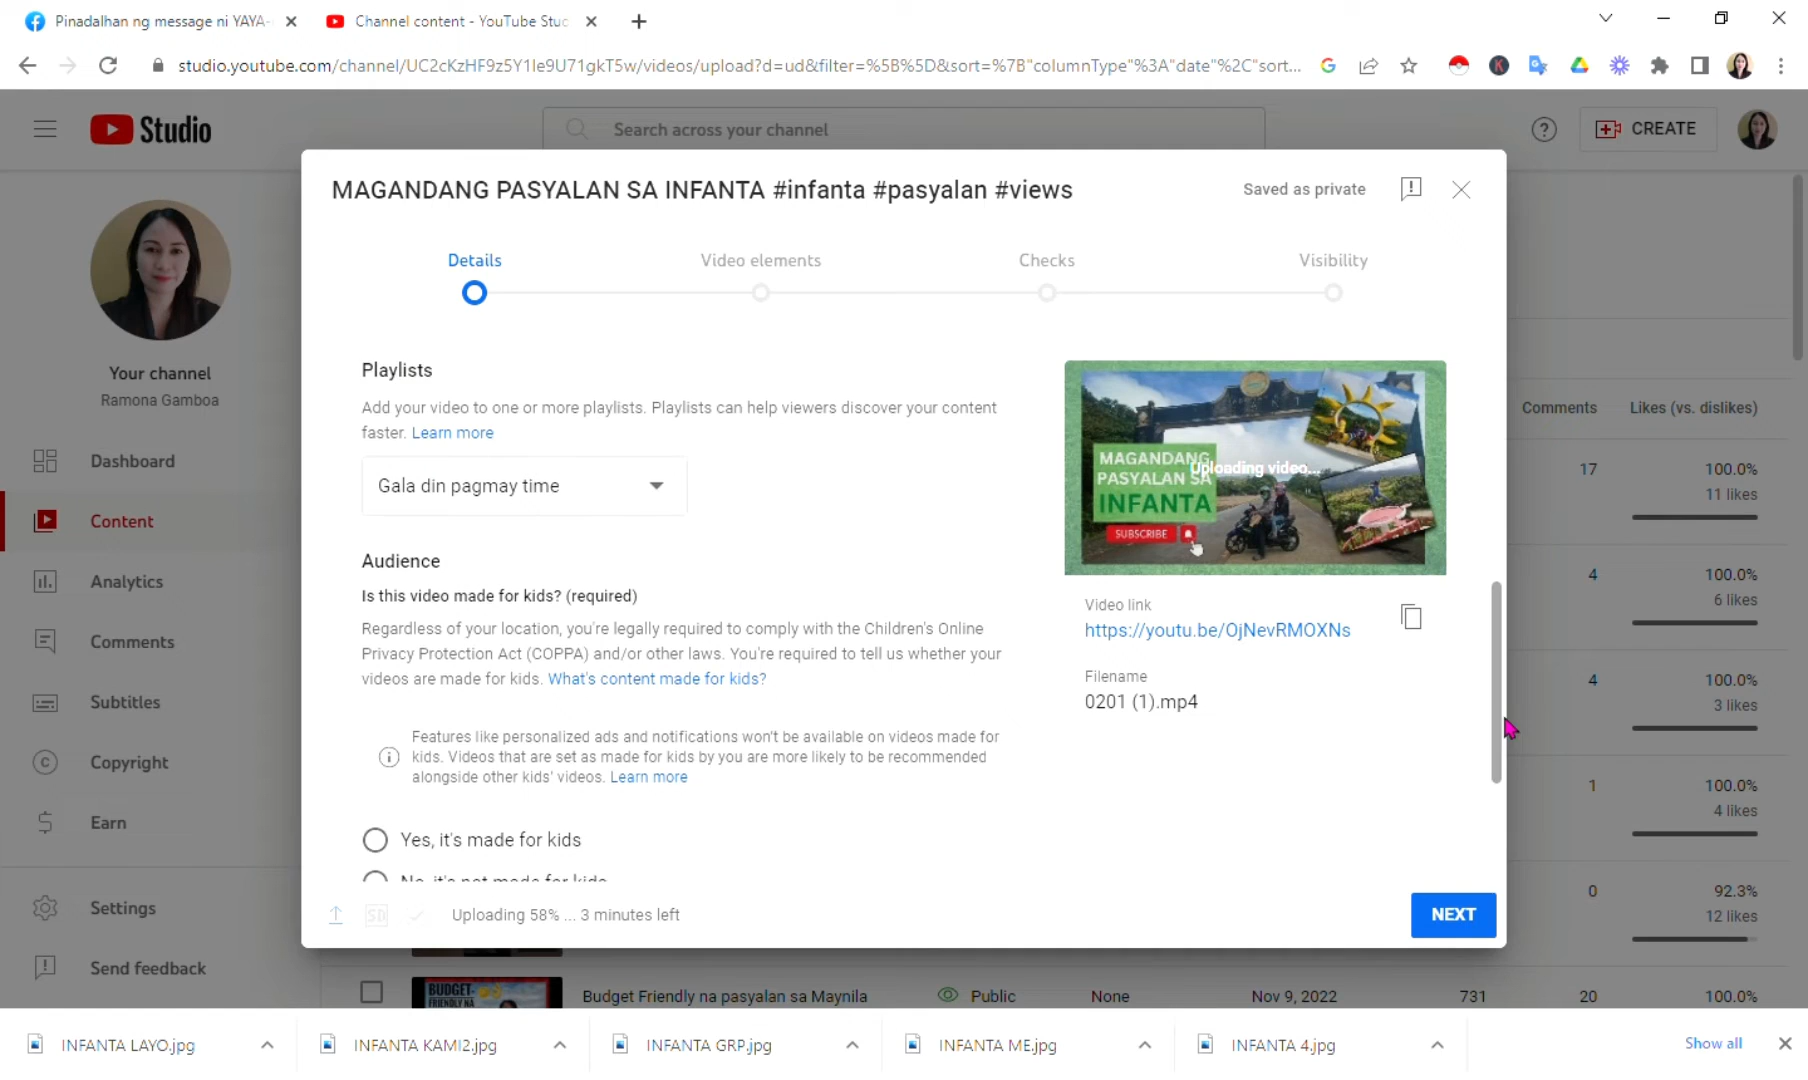 Pinadalhan ng message ni YAYA-
Channel content - YouTube Stuc
studio.youtube.com/channel/UC2cKzHF9z5Y1le9U71gkT5w/videos/upload?d=ud&filter=%5B%5D&sort=%7B"columnType"%3A"date"%2C"sort...
Studio
Search across your channel
CREATE
MAGANDANG PASYALAN SA INFANTA #infanta #pasyalan #views
Saved as private
Details
Video elements
Checks
Visibility
Your channel
Ramona Gamboa
Dashboard
Content
Analytics
Comments
Subtitles
Copyright
Earn
Settings
Send feedback
Playlists
Add your video to one or more playlists. Playlists can help viewers discover your content
faster. Learn more
Gala din pagmay time
Audience
Is this video made for kids? (required)
Regardless of your location, you're legally required to comply with the Children's Online
Privacy Protection Act (COPPA) and/or other laws. You're required to tell us whether your
videos are made for kids. What's content made for kids?
Features like personalized ads and notifications won't be available on videos made for
kids. Videos that are set as made for kids by you are more likely to be recommended
alongside other kids' videos. Learn more
Yes, it's made for kids
No, it's not made for kids
SD
Uploading 58% ... 3 minutes left
NEXT
MAGANDANG
PASYALAN SA
INFANTA
SUBSCRIBE
Uploading video...
Video link
https://youtu.be/OjNevRMOXNs
Filename
0201 (1).mp4
Comments
Likes (vs. dislikes)
17
100.0%
11 likes
4
100.0%
6 likes
4
100.0%
3 likes
1
100.0%
4 likes
0
92.3%
12 likes
BUDGET-
FRIENDLY NA
Budget Friendly na pasyalan sa Maynila
Public
None
Nov 9, 2022
731
20
100.0%
INFANTA LAYO.jpg
INFANTA KAMI2.jpg
INFANTA GRP.jpg
INFANTA ME.jpg
INFANTA 4.jpg
Show all